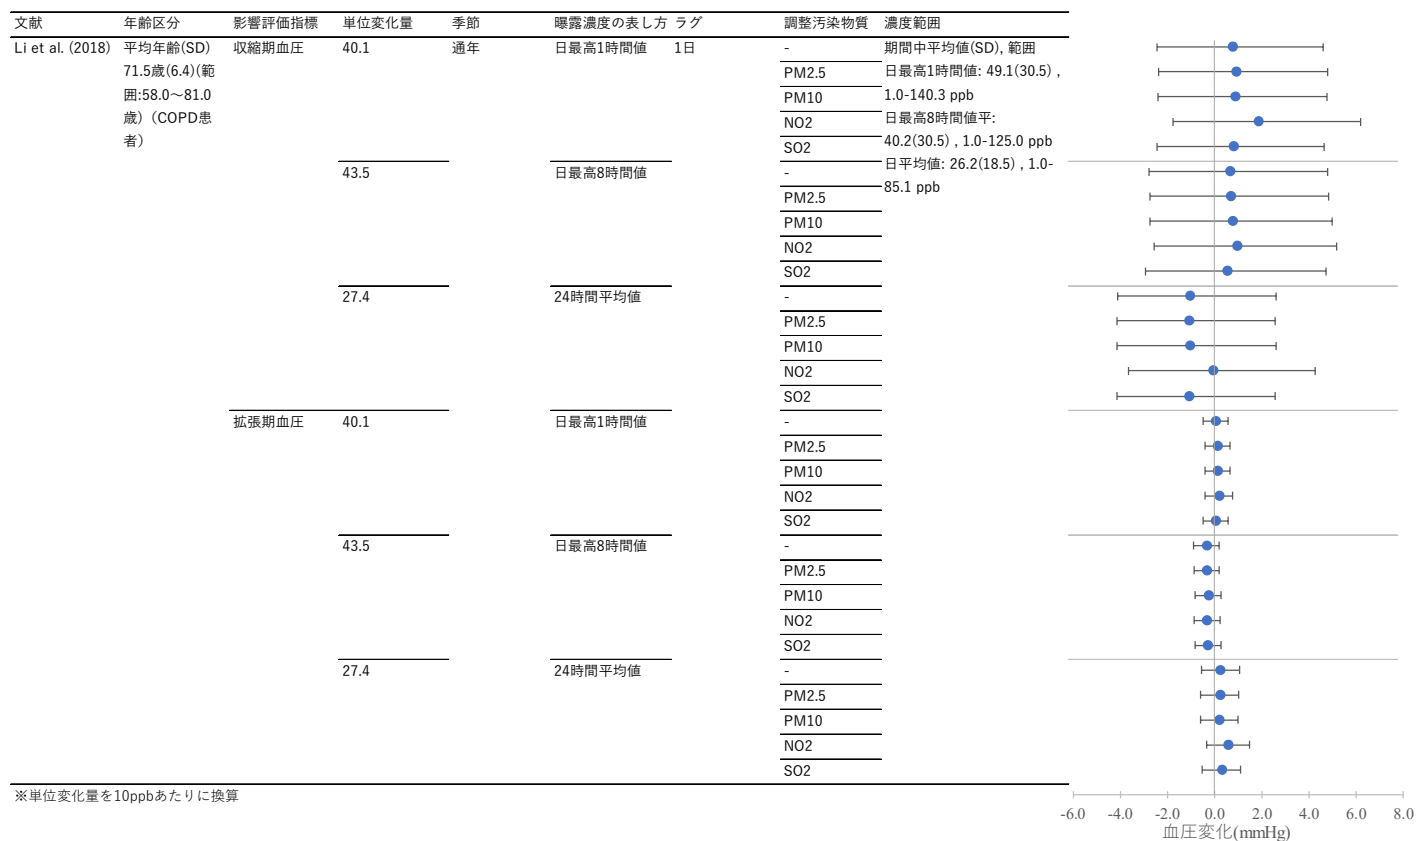 文献 年齢区分 影響評価指標 単位変化量 季節 曝露濃度の表し方 ラグ 調整汚染物質 濃度範囲
Li et al. (2018) 平均年齢(SD) 収縮期血圧 40.1 通年 日最高1時間値 1日 - 期間中平均値(SD), 範囲
71.5歳(6.4)(範 PM2.5 日最高1時間値: 49.1(30.5) ,
囲:58.0～81.0 PM10 1.0-140.3 ppb
歳)（COPD患 NO2 日最高8時間値平:
者） SO2 40.2(30.5) , 1.0-125.0 ppb
43.5 日最高8時間値 - 日平均値: 26.2(18.5) , 1.0-
PM2.5 85.1 ppb
PM10
NO2
SO2
27.4 24時間平均値 -
PM2.5
PM10
NO2
SO2
拡張期血圧 40.1 日最高1時間値 -
PM2.5
PM10
NO2
SO2
43.5 日最高8時間値 -
PM2.5
PM10
NO2
SO2
27.4 24時間平均値 -
PM2.5
PM10
NO2
SO2
※単位変化量を10ppbあたりに換算
-6.0 -4.0 -2.0 0.0 2.0 4.0 6.0 8.0
血圧変化(mmHg)